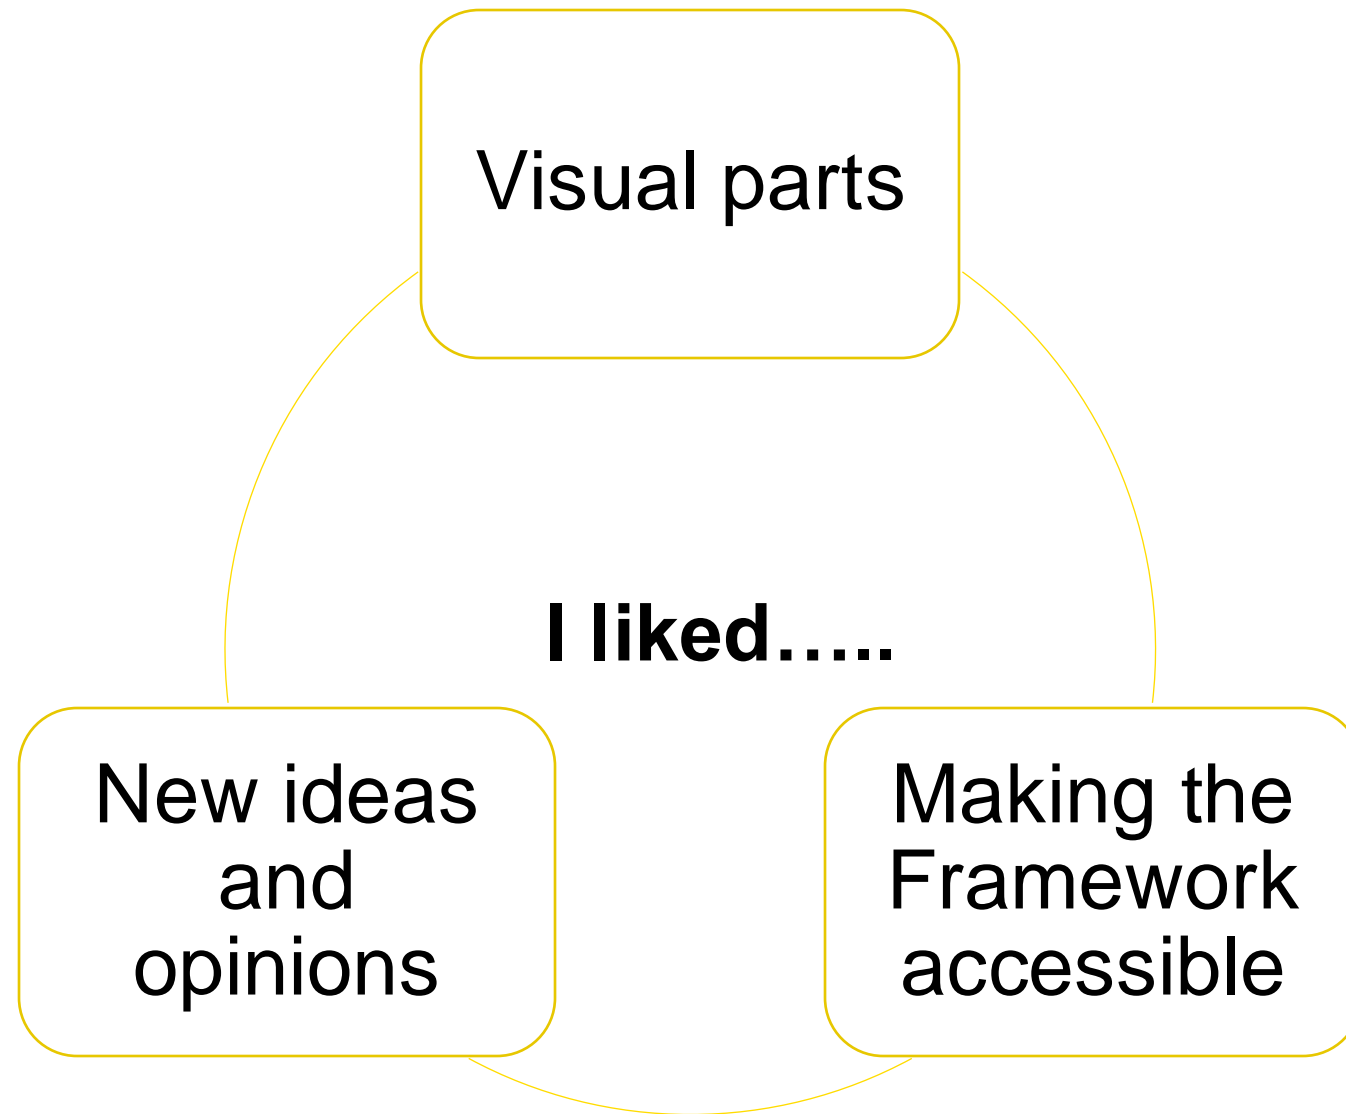 Visual parts
I liked…..
New ideas
and
opinions
Making the
Framework
accessible